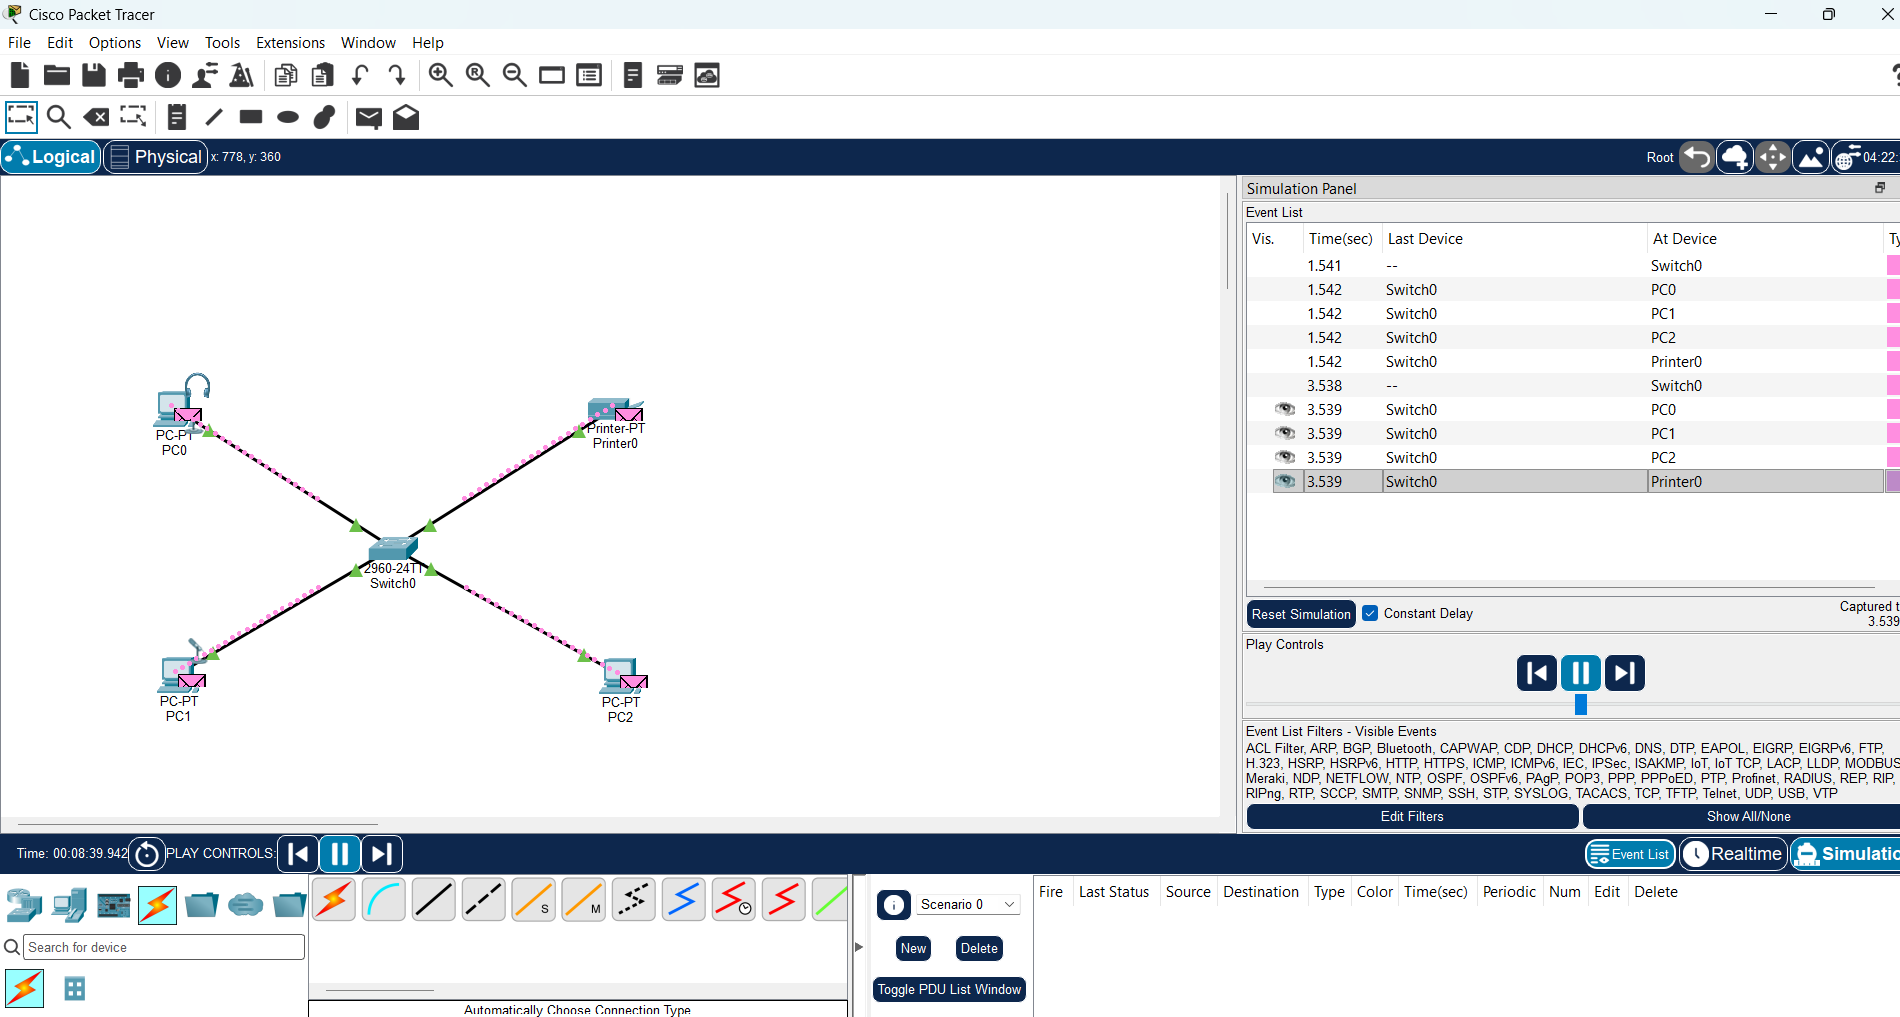 Cisco Packet Tracer
File Edit Options View Tools Extensions Window Help
Logical Physical x: 778, y: 360 Root 04:22:
Simulation Panel
Event List
Vis. Time(sec) Last Device At Device Ty
1.541 -- Switch0
1.542 Switch0 PC0
1.542 Switch0 PC1
1.542 Switch0 PC2
1.542 Switch0 Printer0
3.538 -- Switch0
3.539 Switch0 PC0
3.539 Switch0 PC1
3.539 Switch0 PC2
3.539 Switch0 Printer0
PC-PT
PC0
Printer-PT
Printer0
2960-24TT
Switch0
PC-PT
PC1
PC-PT
PC2
Reset Simulation Constant Delay Captured t
3.539
Play Controls
Event List Filters - Visible Events
ACL Filter, ARP, BGP, Bluetooth, CAPWAP, CDP, DHCP, DHCPv6, DNS, DTP, EAPOL, EIGRP, EIGRPv6, FTP,
H.323, HSRP, HSRPv6, HTTP, HTTPS, ICMP, ICMPv6, IEC, IPSec, ISAKMP, IoT, IoT TCP, LACP, LLDP, MODBUS
Meraki, NDP, NETFLOW, NTP, OSPF, OSPFv6, PAgP, POP3, PPP, PPPoED, PTP, Profinet, RADIUS, REP, RIP,
RIPng, RTP, SCCP, SMTP, SNMP, SSH, STP, SYSLOG, TACACS, TCP, TFTP, Telnet, UDP, USB, VTP
Edit Filters Show All/None
Time: 00:08:39.942 PLAY CONTROLS: Event List Realtime Simulatio
Fire Last Status Source Destination Type Color Time(sec) Periodic Num Edit Delete
S M
Scenario 0
New Delete
Toggle PDU List Window
Search for device
Automatically Choose Connection Type